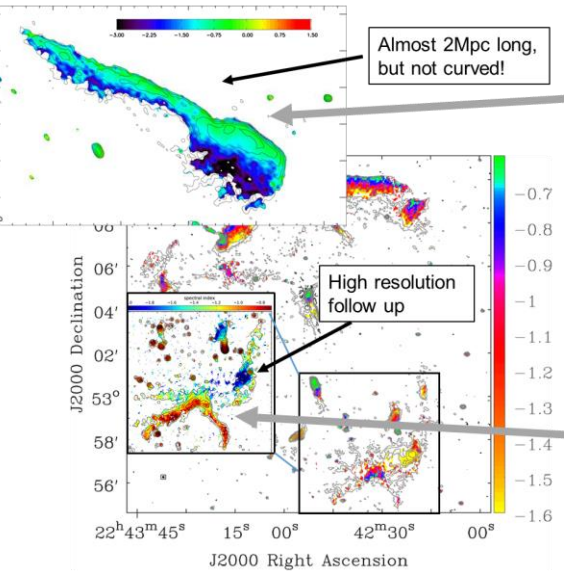 -3.00 -2.25 -1.50 -0.75 0.00 0.75 1.50
Almost 2Mpc long,
but not curved!
08'
06'
04'
02'
53°
58'
56'
J2000 Declination
spectral index
High resolution
follow up
-0.7
-0.8
-0.9
-1
-1.1
-1.2
-1.3
-1.4
-1.5
-1.6
22h43m45s 15s 00s 42m30s 00s
J2000 Right Ascension